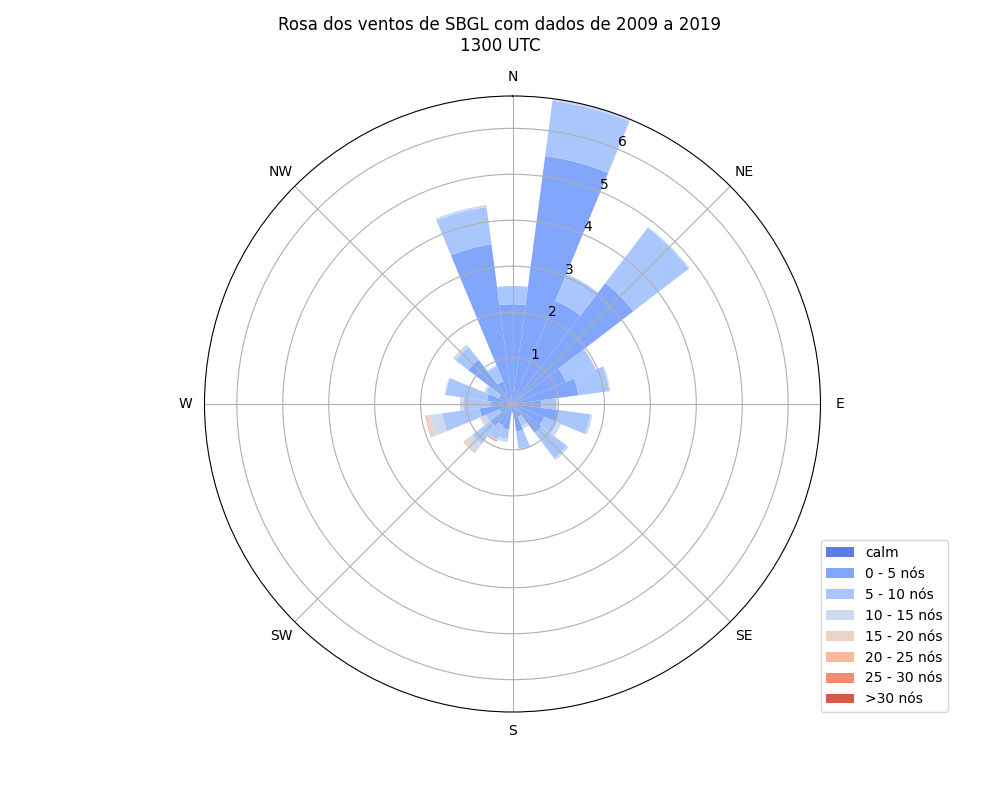 Rosa dos ventos de SBGL com dados de 2009 a 2019
1300 UTC
N
NW
NE
6
5
4
3
2
1
W
E
SW
SE
S
calm
0 - 5 nós
5 - 10 nós
10 - 15 nós
15 - 20 nós
20 - 25 nós
25 - 30 nós
>30 nós